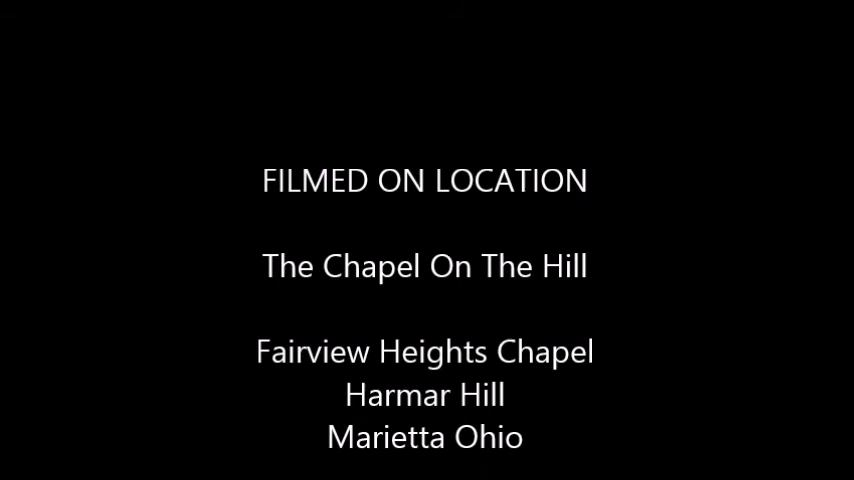 FILMED ON LOCATION
The Chapel On The Hill
Fairview Heights Chapel
Harmar Hill
Marietta Ohio